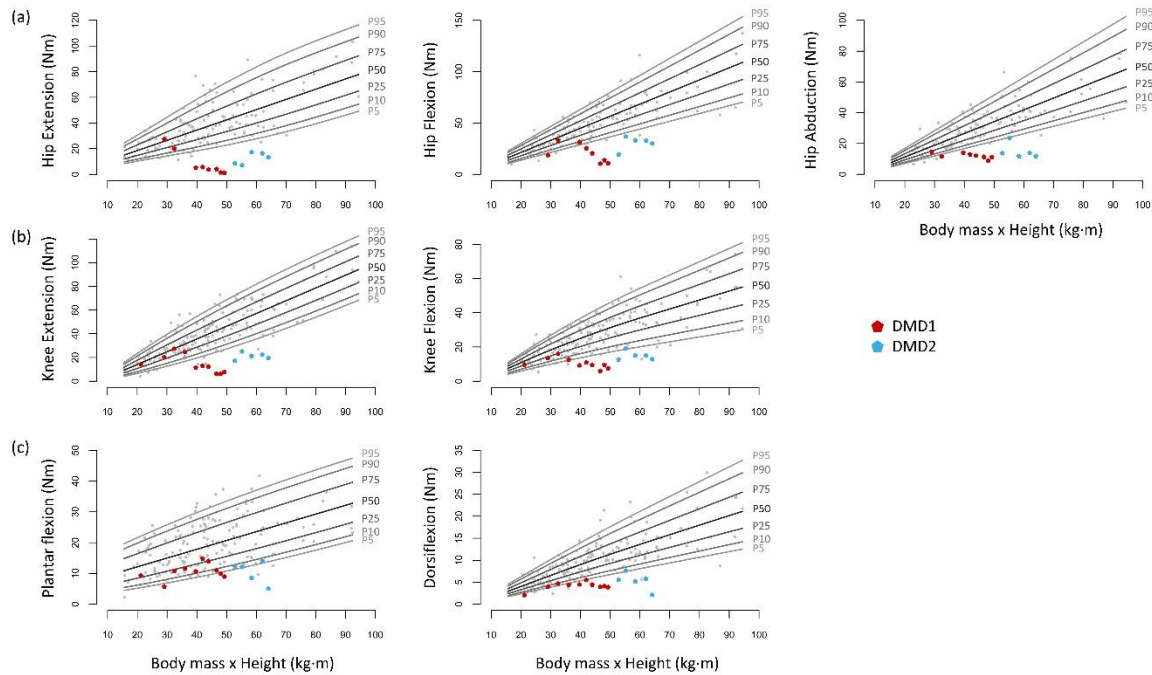 (a)
Hip Extension (Nm)
0 20 40 60 80 100 120
P95
P90
P75
P50
P25
P10
P5
10 20 30 40 50 60 70 80 90 100
Hip Flexion (Nm)
0 50 100 150
P95
P90
P75
P50
P25
P10
P5
10 20 30 40 50 60 70 80 90 100
Hip Abduction (Nm)
0 20 40 60 80 100
P95
P90
P75
P50
P25
P10
P5
10 20 30 40 50 60 70 80 90 100
Body mass x Height (kg·m)
(b)
Knee Extension (Nm)
0 20 40 60 80 100
P95
P90
P75
P50
P25
P10
P5
10 20 30 40 50 60 70 80 90 100
Knee Flexion (Nm)
0 20 40 60 80
P95
P90
P75
P50
P25
P10
P5
10 20 30 40 50 60 70 80 90 100
DMD1
DMD2
(c)
Plantar flexion (Nm)
0 10 20 30 40 50
P95
P90
P75
P50
P25
P10
P5
10 20 30 40 50 60 70 80 90 100
Body mass x Height (kg·m)
Dorsiflexion (Nm)
0 5 10 15 20 25 30 35
P95
P90
P75
P50
P25
P10
P5
10 20 30 40 50 60 70 80 90 100
Body mass x Height (kg·m)